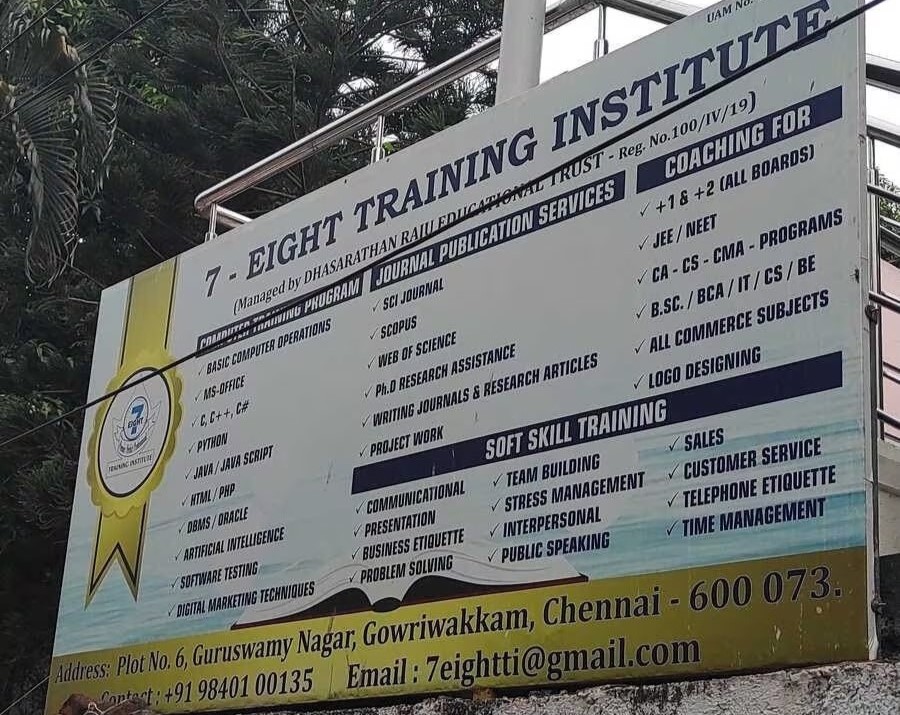 UAM No.
7 - EIGHT TRAINING INSTITUTE
(Managed by DHASARATHAN RAJU EDUCATIONAL TRUST - Reg. No.100/IV/19)
COMPUTER TRAINING PROGRAM
BASIC COMPUTER OPERATIONS
MS-OFFICE
C, C++, C#
PYTHON
JAVA / JAVA SCRIPT
HTML / PHP
DBMS / ORACLE
ARTIFICIAL INTELLIGENCE
SOFTWARE TESTING
DIGITAL MARKETING TECHNIQUES
JOURNAL PUBLICATION SERVICES
SCI JOURNAL
SCOPUS
WEB OF SCIENCE
Ph.D RESEARCH ASSISTANCE
WRITING JOURNALS & RESEARCH ARTICLES
PROJECT WORK
COACHING FOR
+1 & +2 (ALL BOARDS)
JEE / NEET
CA - CS - CMA - PROGRAMS
B.SC. / BCA / IT / CS / BE
ALL COMMERCE SUBJECTS
LOGO DESIGNING
SOFT SKILL TRAINING
COMMUNICATIONAL
PRESENTATION
BUSINESS ETIQUETTE
PROBLEM SOLVING
TEAM BUILDING
STRESS MANAGEMENT
INTERPERSONAL
PUBLIC SPEAKING
SALES
CUSTOMER SERVICE
TELEPHONE ETIQUETTE
TIME MANAGEMENT
7
EIGHT
TRAINING INSTITUTE
Address: Plot No. 6, Guruswamy Nagar, Gowriwakkam, Chennai - 600 073.
Contact : +91 98401 00135 Email : 7eightti@gmail.com